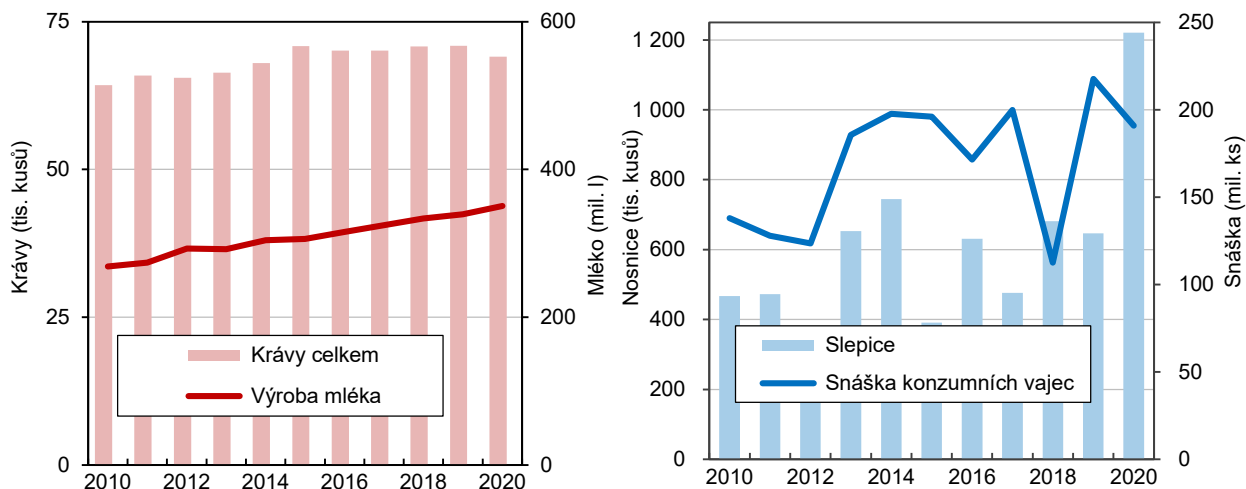 75
50
25
0
Krávy (tis. kusů)
600
400
200
0
Mléko (mil. l)
Krávy celkem
Výroba mléka
2010 2012 2014 2016 2018 2020
1 200
1 000
800
600
400
200
0
Nosnice (tis. kusů)
250
200
150
100
50
0
Snáška (mil. ks)
Slepice
Snáška konzumních vajec
2010 2012 2014 2016 2018 2020